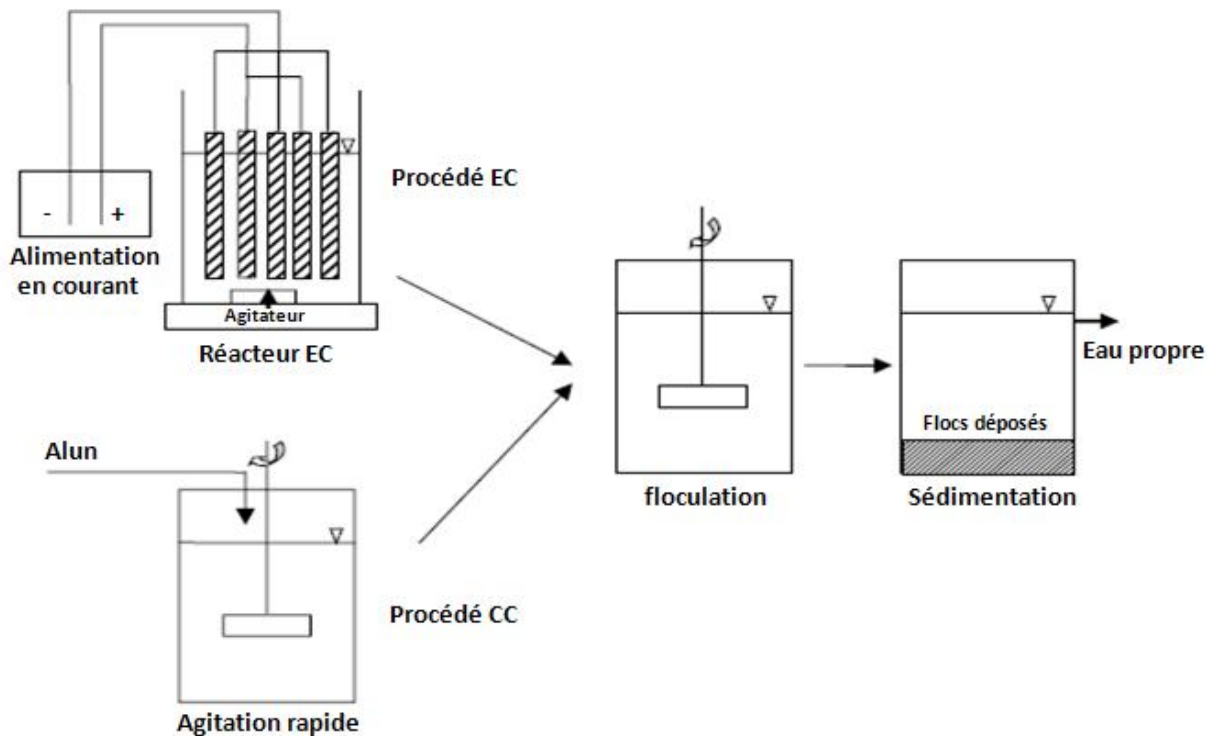 Procédé EC
- +
Alimentation
en courant
Agitateur
Réacteur EC
Eau propre
Alun
Flocs déposés
floculation
Sédimentation
Procédé CC
Agitation rapide